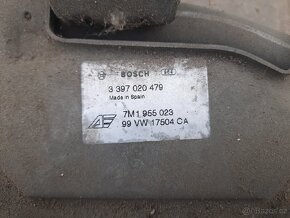 BOSCH
3 397 020 479
Made in Spain
7M1 955 023
99 VW 17504 CA